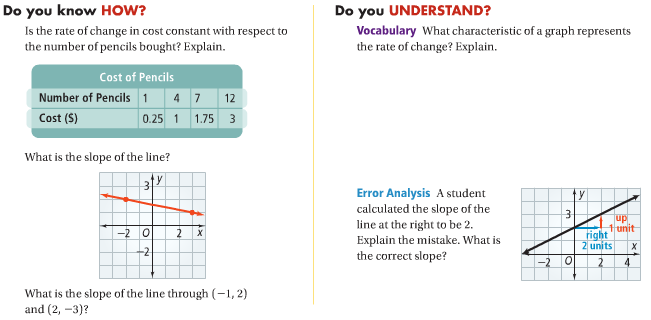 Do you know HOW?
Is the rate of change in cost constant with respect to
the number of pencils bought? Explain.
Cost of Pencils
Number of Pencils 1 4 7 12
Cost ($) 0.25 1 1.75 3
What is the slope of the line?
3 y
−2 O 2 x
−2
What is the slope of the line through (−1, 2)
and (2, −3)?
Do you UNDERSTAND?
Vocabulary What characteristic of a graph represents
the rate of change? Explain.
Error Analysis A student
calculated the slope of the
line at the right to be 2.
Explain the mistake. What is
the correct slope?
y
3
up
1 unit
right
2 units x
−2 O 2 4